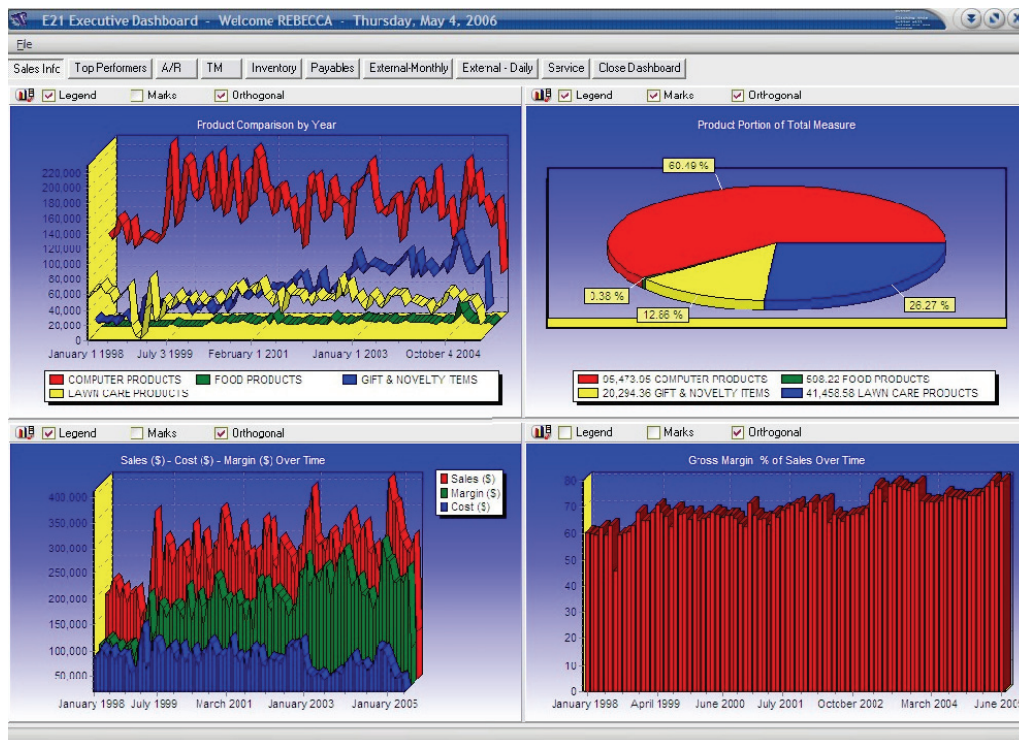 E21 Executive Dashboard - Welcome REBECCA - Thursday, May 4, 2006
File
Sales Info Top Performers A/R TM Inventory Payables External-Monthly External - Daily Service Close Dashboard
Legend Marks Orthogonal
Product Comparison by Year
220,000
200,000
180,000
160,000
140,000
120,000
100,000
80,000
60,000
40,000
20,000
0
January 1 1998 July 3 1999 February 1 2001 January 1 2003 October 4 2004
COMPUTER PRODUCTS FOOD PRODUCTS GIFT & NOVELTY ITEMS
LAWN CARE PRODUCTS
Legend Marks Orthogonal
Product Portion of Total Measure
60.49 %
0.38 %
12.86 %
26.27 %
95,473.95 COMPUTER PRODUCTS 598.22 FOOD PRODUCTS
20,294.36 GIFT & NOVELTY ITEMS 41,458.58 LAWN CARE PRODUCTS
Legend Marks Orthogonal
Sales ($) - Cost ($) - Margin ($) Over Time
Sales ($)
Margin ($)
Cost ($)
400,000
350,000
300,000
250,000
200,000
150,000
100,000
50,000
January 1998 July 1999 March 2001 January 2003 January 2005
Legend Marks Orthogonal
Gross Margin % of Sales Over Time
80
70
60
50
40
30
20
10
0
January 1998 April 1999 June 2000 July 2001 October 2002 March 2004 June 2005